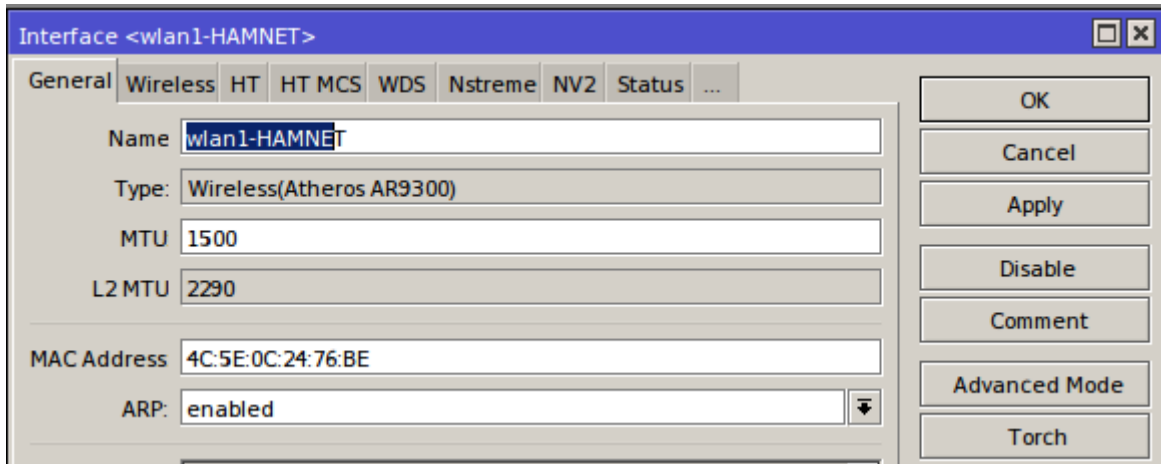 Interface <wlan1-HAMNET>
General Wireless HT HT MCS WDS Nstreme NV2 Status ...
Name wlan1-HAMNET
Type: Wireless(Atheros AR9300)
MTU 1500
L2 MTU 2290
MAC Address 4C:5E:0C:24:76:BE
ARP: enabled
OK
Cancel
Apply
Disable
Comment
Advanced Mode
Torch